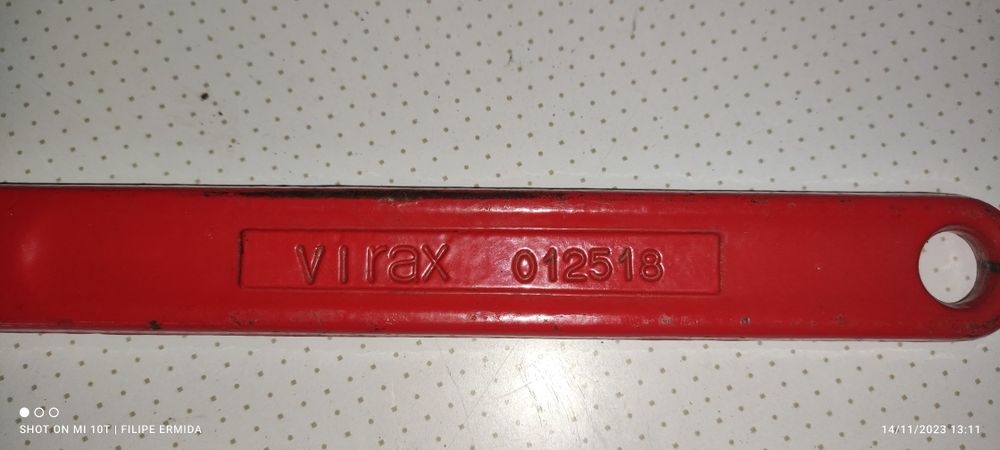 virax 012518
SHOT ON MI 10T | FILIPE ERMIDA
14/11/2023 13:11